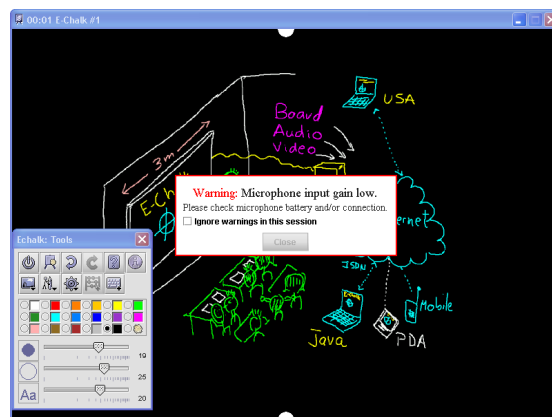 00:01 E-Chalk #1
USA
Board
Audio
Video
3m
Warning: Microphone input gain low.
Please check microphone battery and/or connection.
Ignore warnings in this session
Close
E-Ch
ernet
Echalk: Tools
JSDN
Mobile
Java
PDA
19
25
Aa
20